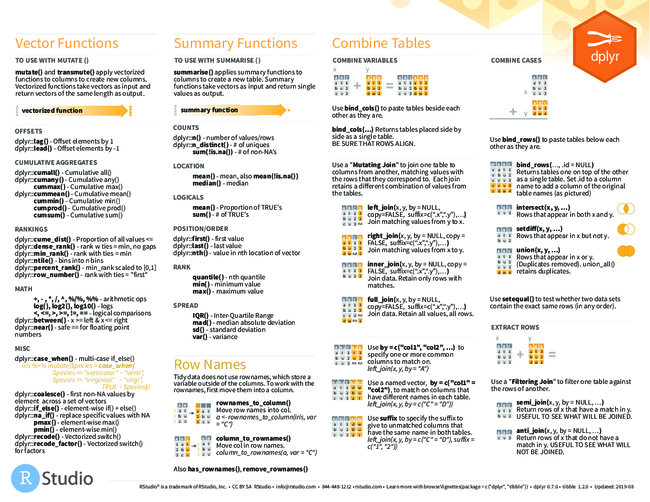 Vector Functions
TO USE WITH MUTATE ()
mutate() and transmute() apply vectorized
functions to columns to create new columns.
Vectorized functions take vectors as input and
return vectors of the same length as output.
vectorized function
OFFSETS
dplyr::lag() - Offset elements by 1
dplyr::lead() - Offset elements by -1
CUMULATIVE AGGREGATES
dplyr::cumall() - Cumulative all()
dplyr::cumany() - Cumulative any()
cummax() - Cumulative max()
dplyr::cummean() - Cumulative mean()
cummin() - Cumulative min()
cumprod() - Cumulative prod()
cumsum() - Cumulative sum()
RANKINGS
dplyr::cume_dist() - Proportion of all values <=
dplyr::dense_rank() - rank w ties = min, no gaps
dplyr::min_rank() - rank with ties = min
dplyr::ntile() - bins into n bins
dplyr::percent_rank() - min_rank scaled to [0,1]
dplyr::row_number() - rank with ties = "first"
MATH
+, -, *, /, ^, %/%, %% - arithmetic ops
log(), log2(), log10() - logs
<, <=, >, >=, !=, == - logical comparisons
dplyr::between() - x >= left & x <= right
dplyr::near() - safe == for floating point
numbers
MISC
dplyr::case_when() - multi-case if_else()
iris %>% mutate(Species = case_when(
Species == "versicolor" ~ "versi",
Species == "virginica" ~ "virgi",
TRUE ~ Species))
dplyr::coalesce() - first non-NA values by
element across a set of vectors
dplyr::if_else() - element-wise if() + else()
dplyr::na_if() - replace specific values with NA
pmax() - element-wise max()
pmin() - element-wise min()
dplyr::recode() - Vectorized switch()
dplyr::recode_factor() - Vectorized switch()
for factors
Summary Functions
TO USE WITH SUMMARISE ()
summarise() applies summary functions to
columns to create a new table. Summary
functions take vectors as input and return single
values as output.
summary function
COUNTS
dplyr::n() - number of values/rows
dplyr::n_distinct() - # of uniques
sum(!is.na()) - # of non-NA's
LOCATION
mean() - mean, also mean(!is.na())
median() - median
LOGICALS
mean() - Proportion of TRUE's
sum() - # of TRUE's
POSITION/ORDER
dplyr::first() - first value
dplyr::last() - last value
dplyr::nth() - value in nth location of vector
RANK
quantile() - nth quantile
min() - minimum value
max() - maximum value
SPREAD
IQR() - Inter-Quartile Range
mad() - median absolute deviation
sd() - standard deviation
var() - variance
Row Names
Tidy data does not use rownames, which store a
variable outside of the columns. To work with the
rownames, first move them into a column.
rownames_to_column()
Move row names into col.
a <- rownames_to_column(iris, var
= "C")
column_to_rownames()
Move col in row names.
column_to_rownames(a, var = "C")
Also has_rownames(), remove_rownames()
Combine Tables
COMBINE VARIABLES
x y
+ =
Use bind_cols() to paste tables beside each
other as they are.
bind_cols(…) Returns tables placed side by
side as a single table.
BE SURE THAT ROWS ALIGN.
Use a "Mutating Join" to join one table to
columns from another, matching values with
the rows that they correspond to. Each join
retains a different combination of values from
the tables.
left_join(x, y, by = NULL,
copy=FALSE, suffix=c(".x",".y"),…)
Join matching values from y to x.
right_join(x, y, by = NULL, copy =
FALSE, suffix=c(".x",".y"),…)
Join matching values from x to y.
inner_join(x, y, by = NULL, copy =
FALSE, suffix=c(".x",".y"),…)
Join data. Retain only rows with
matches.
full_join(x, y, by = NULL,
copy=FALSE, suffix=c(".x",".y"),…)
Join data. Retain all values, all rows.
Use by = c("col1", "col2", …) to
specify one or more common
columns to match on.
left_join(x, y, by = "A")
Use a named vector, by = c("col1" =
"col2"), to match on columns that
have different names in each table.
left_join(x, y, by = c("C" = "D"))
Use suffix to specify the suffix to
give to unmatched columns that
have the same name in both tables.
left_join(x, y, by = c("C" = "D"), suffix =
c("1", "2"))
COMBINE CASES
x
+ y
Use bind_rows() to paste tables below each
other as they are.
bind_rows(…, .id = NULL)
Returns tables one on top of the other
as a single table. Set .id to a column
name to add a column of the original
table names (as pictured)
intersect(x, y, …)
Rows that appear in both x and y.
setdiff(x, y, …)
Rows that appear in x but not y.
union(x, y, …)
Rows that appear in x or y.
(Duplicates removed). union_all()
retains duplicates.
Use setequal() to test whether two data sets
contain the exact same rows (in any order).
EXTRACT ROWS
x y
+ =
Use a "Filtering Join" to filter one table against
the rows of another.
semi_join(x, y, by = NULL, …)
Return rows of x that have a match in y.
USEFUL TO SEE WHAT WILL BE JOINED.
anti_join(x, y, by = NULL, …)
Return rows of x that do not have a
match in y. USEFUL TO SEE WHAT WILL
NOT BE JOINED.
dplyr
R Studio
RStudio® is a trademark of RStudio, Inc. • CC BY SA RStudio • info@rstudio.com • 844-448-1212 • rstudio.com • Learn more with browseVignettes(package = c("dplyr", "tibble")) • dplyr 0.7.0 • tibble 1.2.0 • Updated: 2019-08